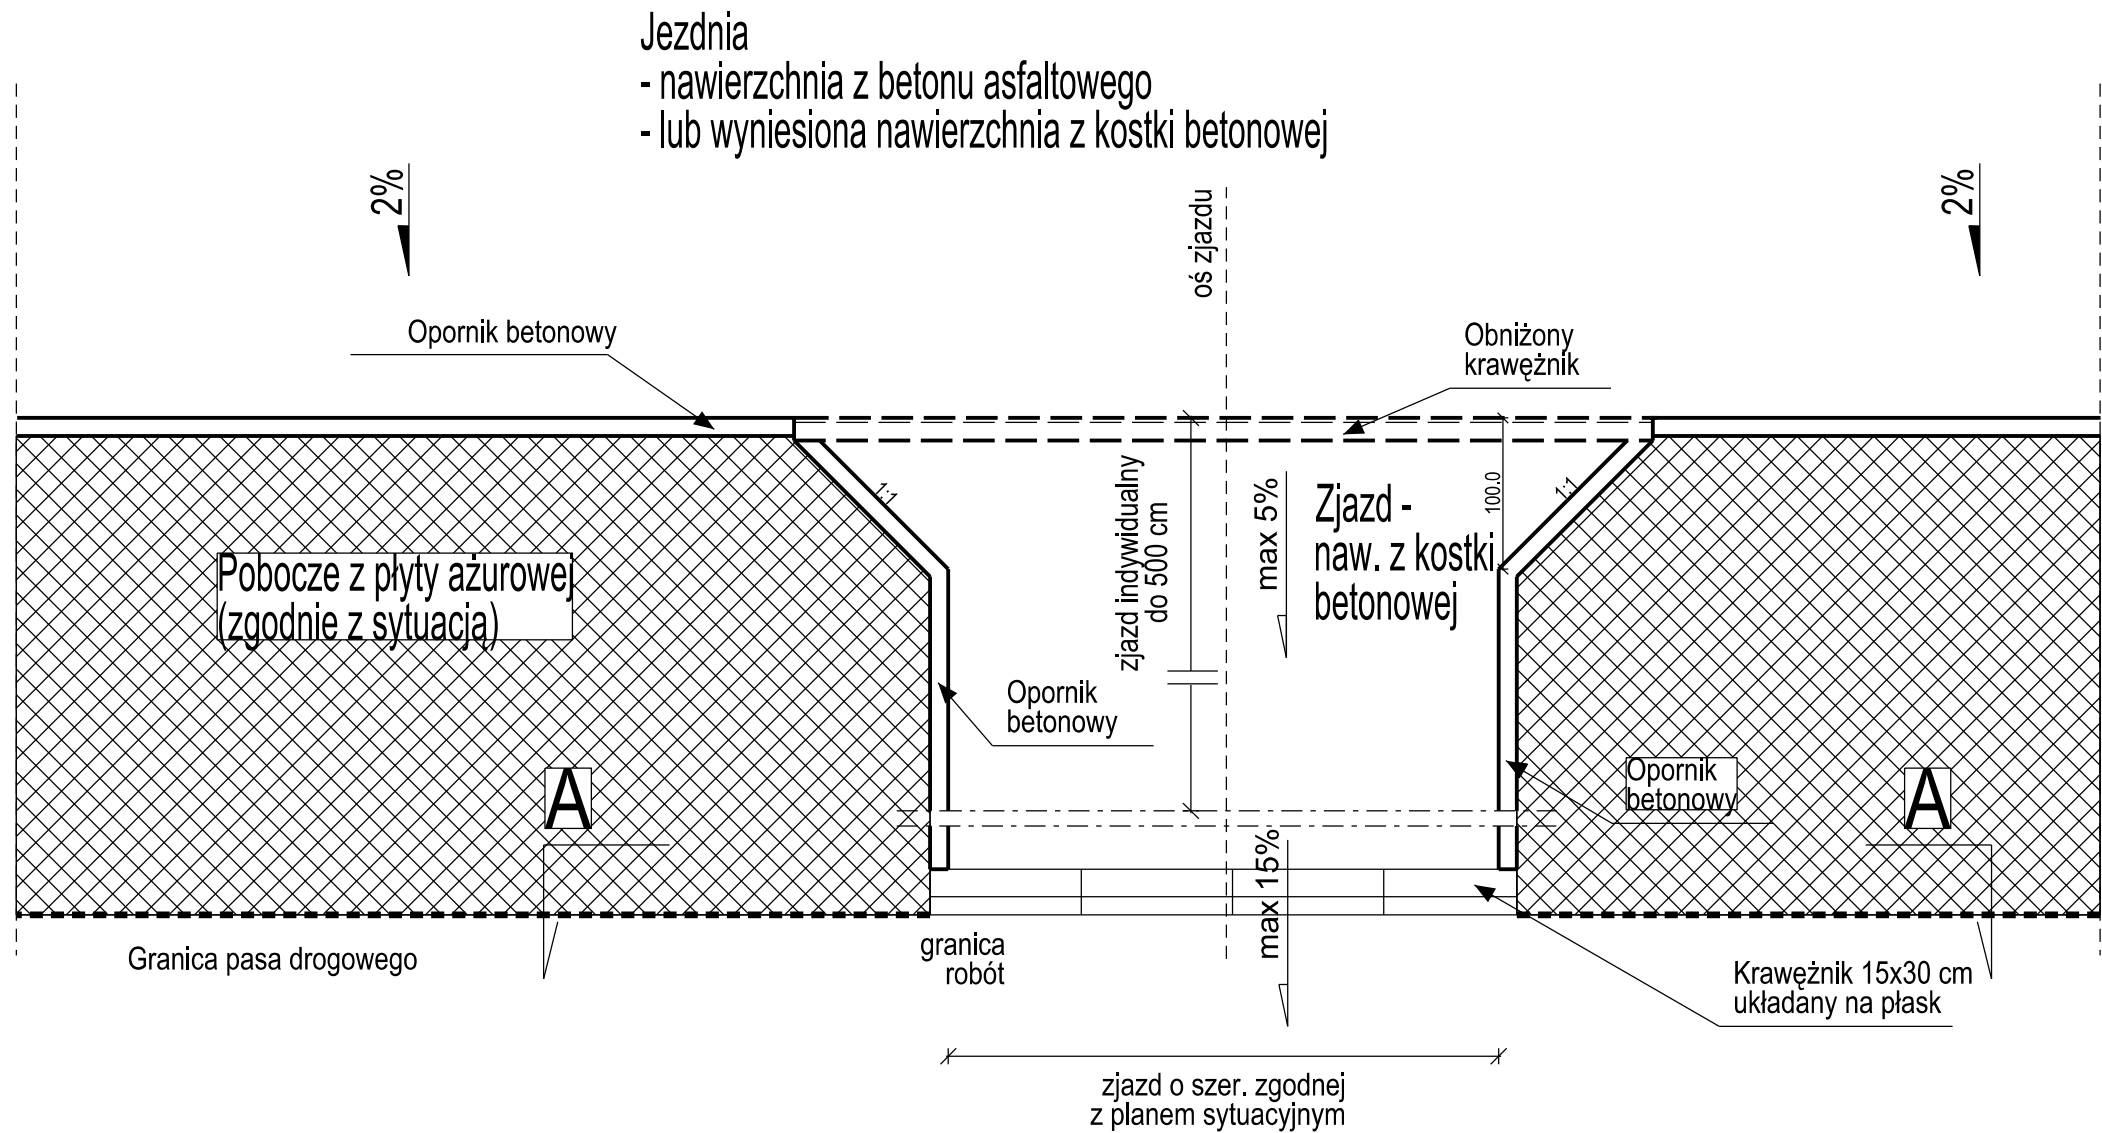 Jezdnia
- nawierzchnia z betonu asfaltowego
- lub wyniesiona nawierzchnia z kostki betonowej
2%
oś zjazdu
2%
Opornik betonowy
Obniżony
krawężnik
1:1
zjazd indywidualny
do 500 cm
max 5%
Zjazd -
naw. z kostki
betonowej
100.0
1:1
Pobocze z płyty ażurowej
(zgodnie z sytuacją)
Opornik
betonowy
Opornik
betonowy
A
A
max 15%
Granica pasa drogowego
granica
robót
Krawężnik 15x30 cm
układany na płask
zjazd o szer. zgodnej
z planem sytuacyjnym